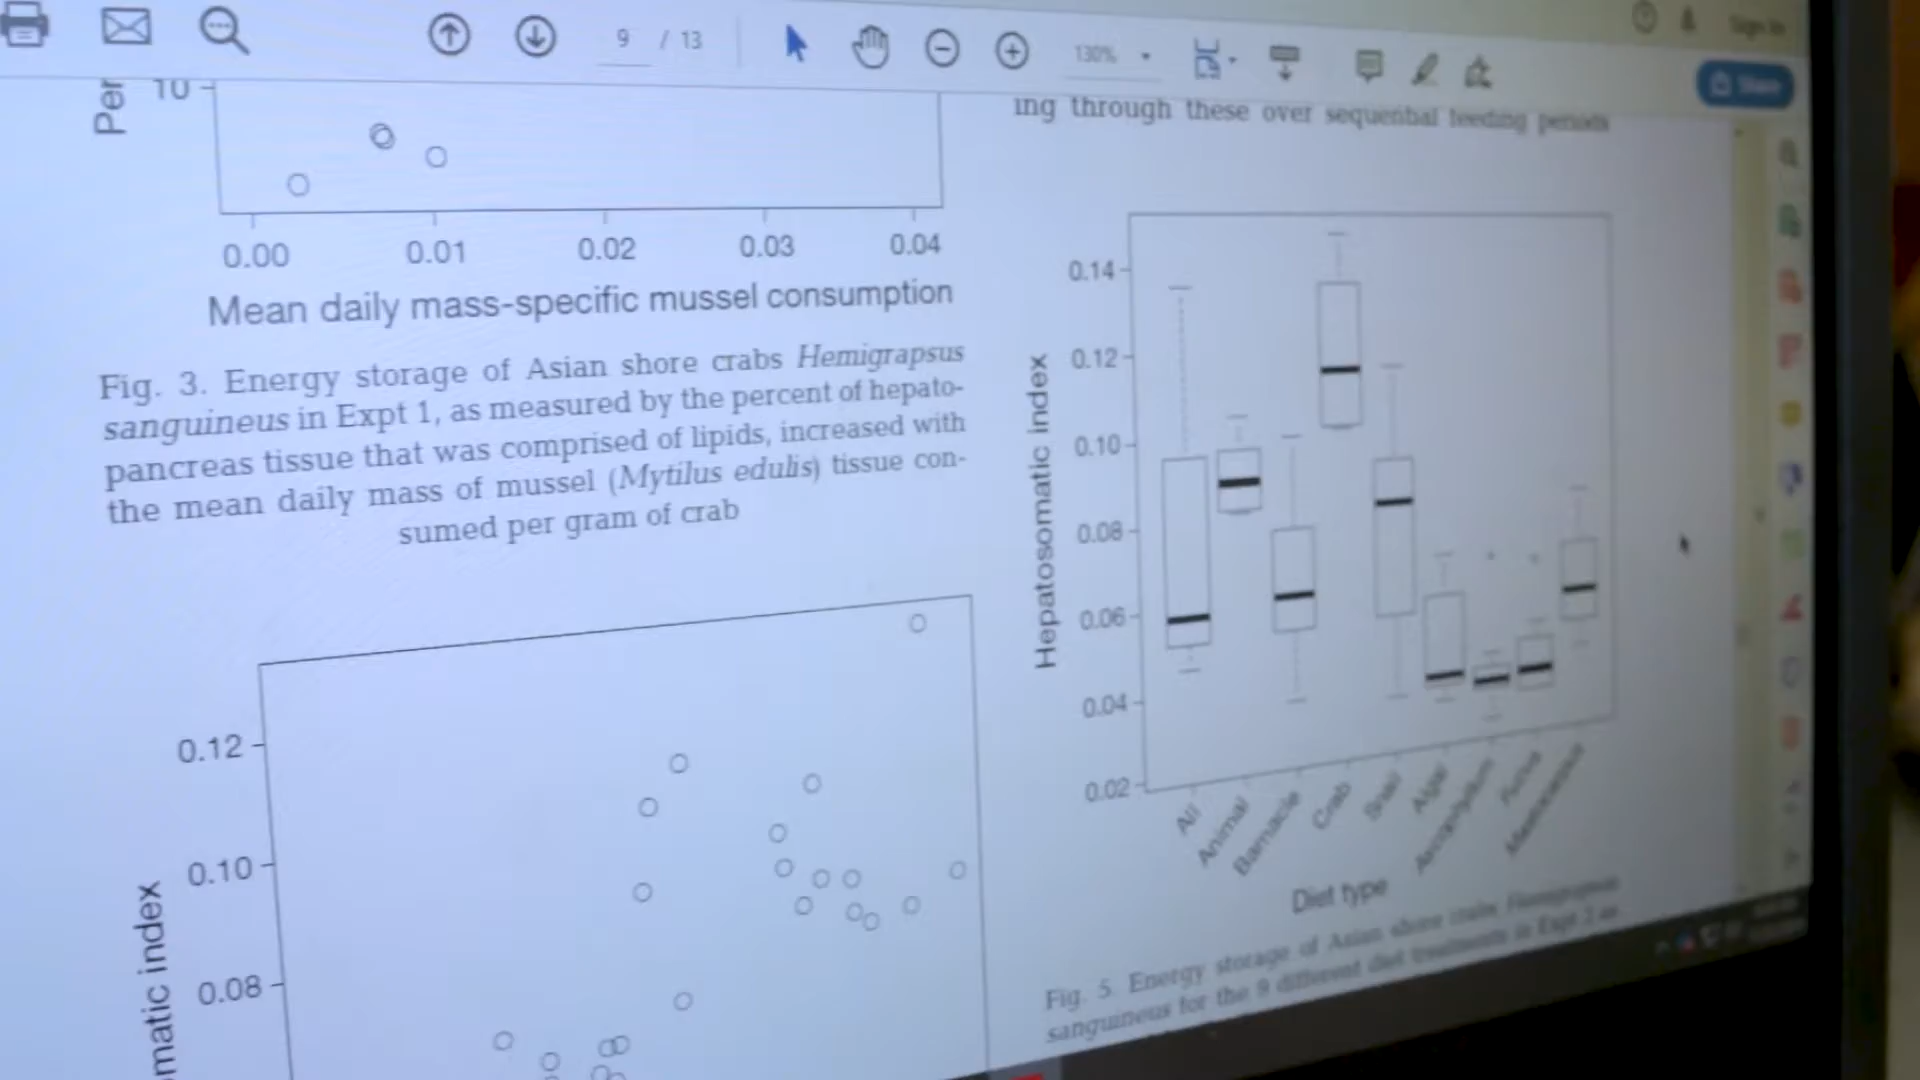 9 / 13
130%
Sign In
Share
Per
10
0.00 0.01 0.02 0.03 0.04
Mean daily mass-specific mussel consumption
Fig. 3. Energy storage of Asian shore crabs Hemigrapsus
sanguineus in Expt 1, as measured by the percent of hepato-
pancreas tissue that was comprised of lipids, increased with
the mean daily mass of mussel (Mytilus edulis) tissue con-
sumed per gram of crab
0.12
0.10
0.08
matic index
ing through these over sequential feeding periods
0.14
0.12
0.10
0.08
0.06
0.04
0.02
Hepatosomatic index
All Animal Barnacle Crab Snail Algae
Diet type
Fig. 5. Energy storage of Asian shore crabs Hemigrapsus
sanguineus for the 9 different diet treatments in Expt 2 as